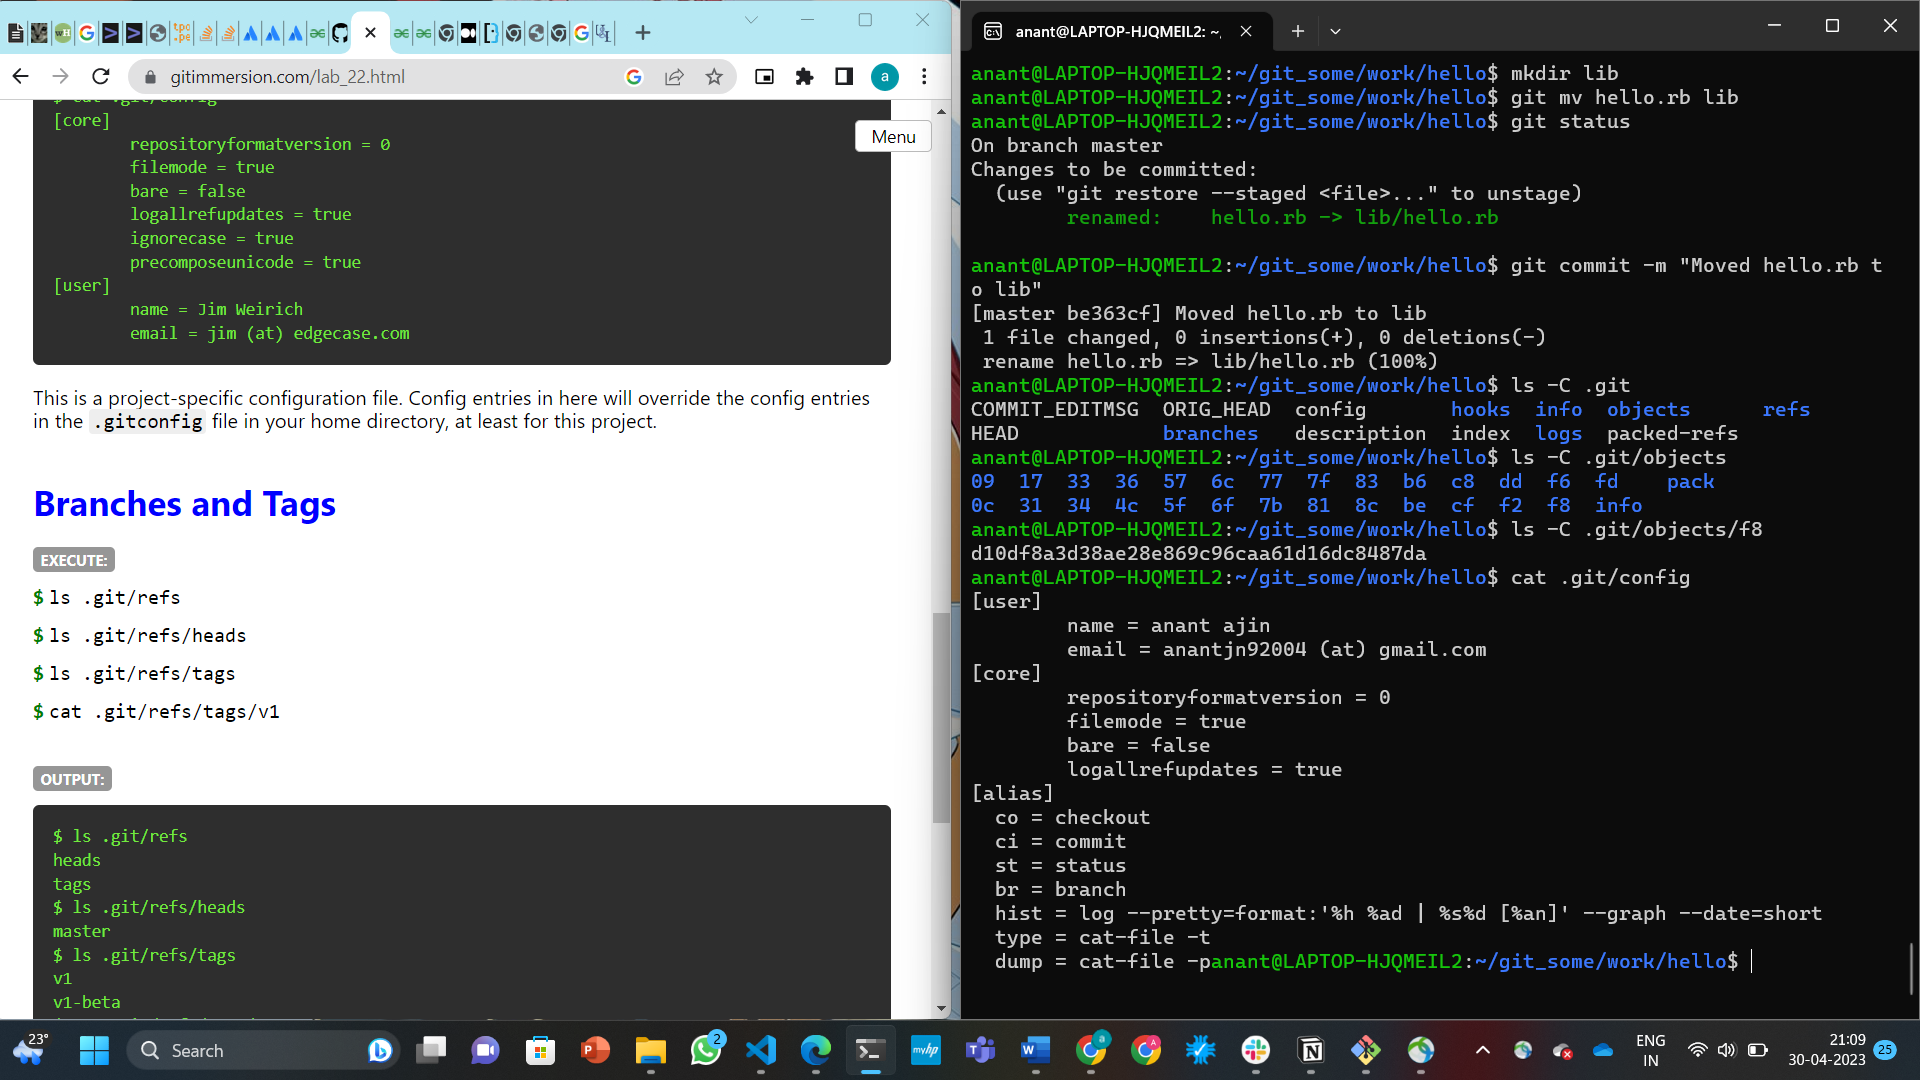 gitimmersion.com/lab_22.html
a
Menu
[core]
repositoryformatversion = 0
filemode = true
bare = false
logallrefupdates = true
ignorecase = true
precomposeunicode = true
[user]
name = Jim Weirich
email = jim (at) edgecase.com
This is a project-specific configuration file. Config entries in here will override the config entries
in the .gitconfig file in your home directory, at least for this project.
Branches and Tags
EXECUTE:
$ ls .git/refs
$ ls .git/refs/heads
$ ls .git/refs/tags
$ cat .git/refs/tags/v1
OUTPUT:
$ ls .git/refs
heads
tags
$ ls .git/refs/heads
master
$ ls .git/refs/tags
v1
v1-beta
anant@LAPTOP-HJQMEIL2: ~,
anant@LAPTOP-HJQMEIL2:~/git_some/work/hello$ mkdir lib
anant@LAPTOP-HJQMEIL2:~/git_some/work/hello$ git mv hello.rb lib
anant@LAPTOP-HJQMEIL2:~/git_some/work/hello$ git status
On branch master
Changes to be committed:
(use "git restore --staged <file>..." to unstage)
renamed:    hello.rb -> lib/hello.rb
anant@LAPTOP-HJQMEIL2:~/git_some/work/hello$ git commit -m "Moved hello.rb t
o lib"
[master be363cf] Moved hello.rb to lib
1 file changed, 0 insertions(+), 0 deletions(-)
rename hello.rb => lib/hello.rb (100%)
anant@LAPTOP-HJQMEIL2:~/git_some/work/hello$ ls -C .git
COMMIT_EDITMSG  ORIG_HEAD  config       hooks  info  objects      refs
HEAD            branches   description  index  logs  packed-refs
anant@LAPTOP-HJQMEIL2:~/git_some/work/hello$ ls -C .git/objects
09  17  33  36  57  6c  77  7f  83  b6  c8  dd  f6  fd    pack
0c  31  34  4c  5f  6f  7b  81  8c  be  cf  f2  f8  info
anant@LAPTOP-HJQMEIL2:~/git_some/work/hello$ ls -C .git/objects/f8
d10df8a3d38ae28e869c96caa61d16dc8487da
anant@LAPTOP-HJQMEIL2:~/git_some/work/hello$ cat .git/config
[user]
name = anant ajin
email = anantjn92004 (at) gmail.com
[core]
repositoryformatversion = 0
filemode = true
bare = false
logallrefupdates = true
[alias]
co = checkout
ci = commit
st = status
br = branch
hist = log --pretty=format:'%h %ad | %s%d [%an]' --graph --date=short
type = cat-file -t
dump = cat-file -panant@LAPTOP-HJQMEIL2:~/git_some/work/hello$
23°
Search
2
myhp
a
ENG
IN
21:09
30-04-2023
25